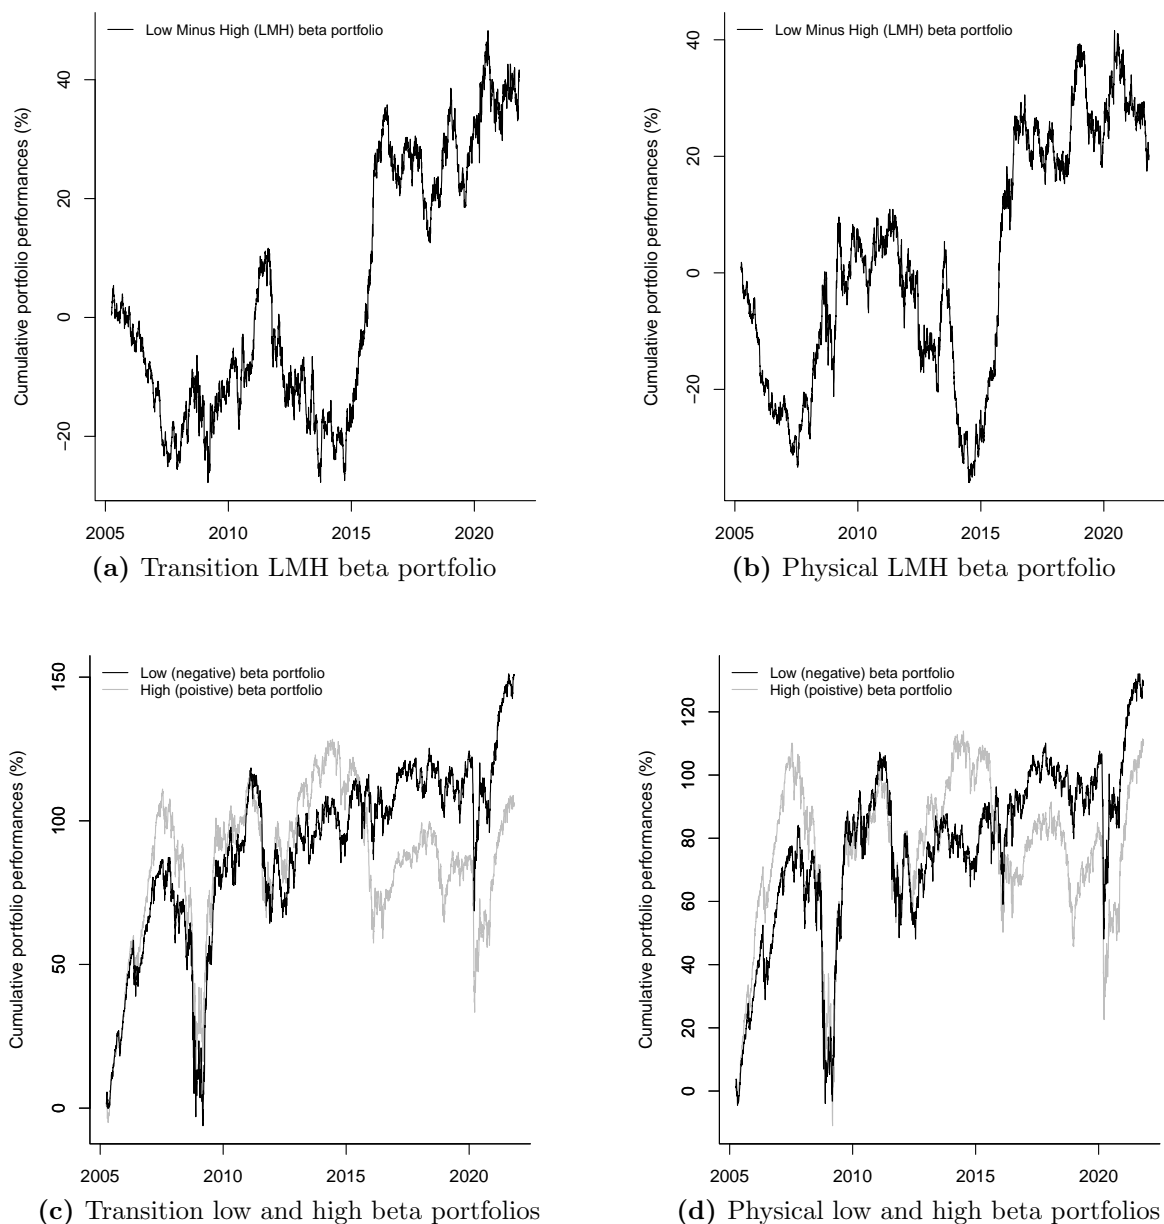 Low Minus High (LMH) beta portfolio
Cumulative portfolio performances (%)
40
20
0
−20
2005 2010 2015 2020
(a) Transition LMH beta portfolio
Low Minus High (LMH) beta portfolio
Cumulative portfolio performances (%)
40
20
0
−20
2005 2010 2015 2020
(b) Physical LMH beta portfolio
Low (negative) beta portfolio
High (poistive) beta portfolio
Cumulative portfolio performances (%)
150
100
50
0
2005 2010 2015 2020
(c) Transition low and high beta portfolios
Low (negative) beta portfolio
High (poistive) beta portfolio
Cumulative portfolio performances (%)
120
100
80
60
40
20
0
2005 2010 2015 2020
(d) Physical low and high beta portfolios